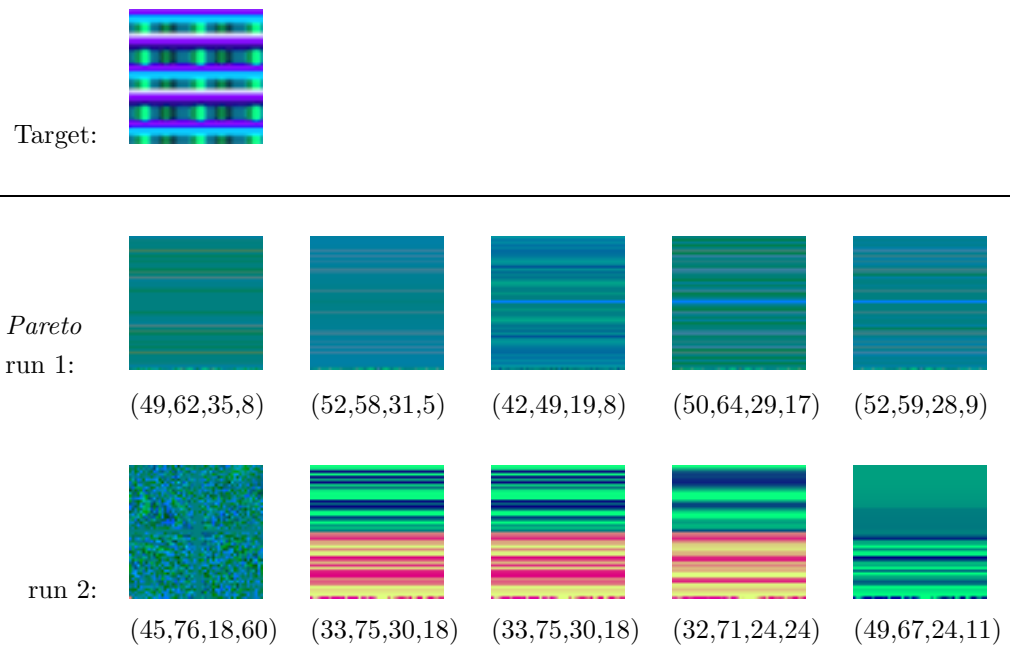 Target:
Pareto
run 1:
(49,62,35,8) (52,58,31,5) (42,49,19,8) (50,64,29,17) (52,59,28,9)
run 2:
(45,76,18,60) (33,75,30,18) (33,75,30,18) (32,71,24,24) (49,67,24,11)